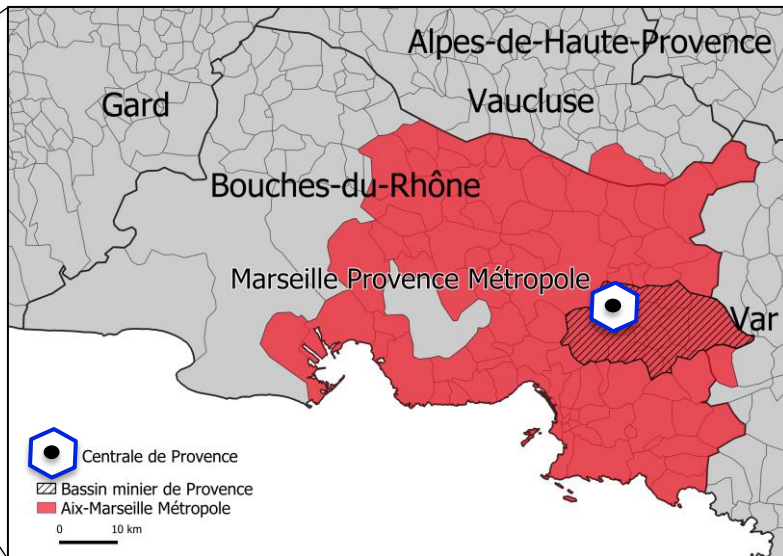 Alpes-de-Haute-Provence
Gard
Vaucluse
Bouches-du-Rhône
Marseille Provence Métropole
Var
Centrale de Provence
Bassin minier de Provence
Aix-Marseille Métropole
0 10 km